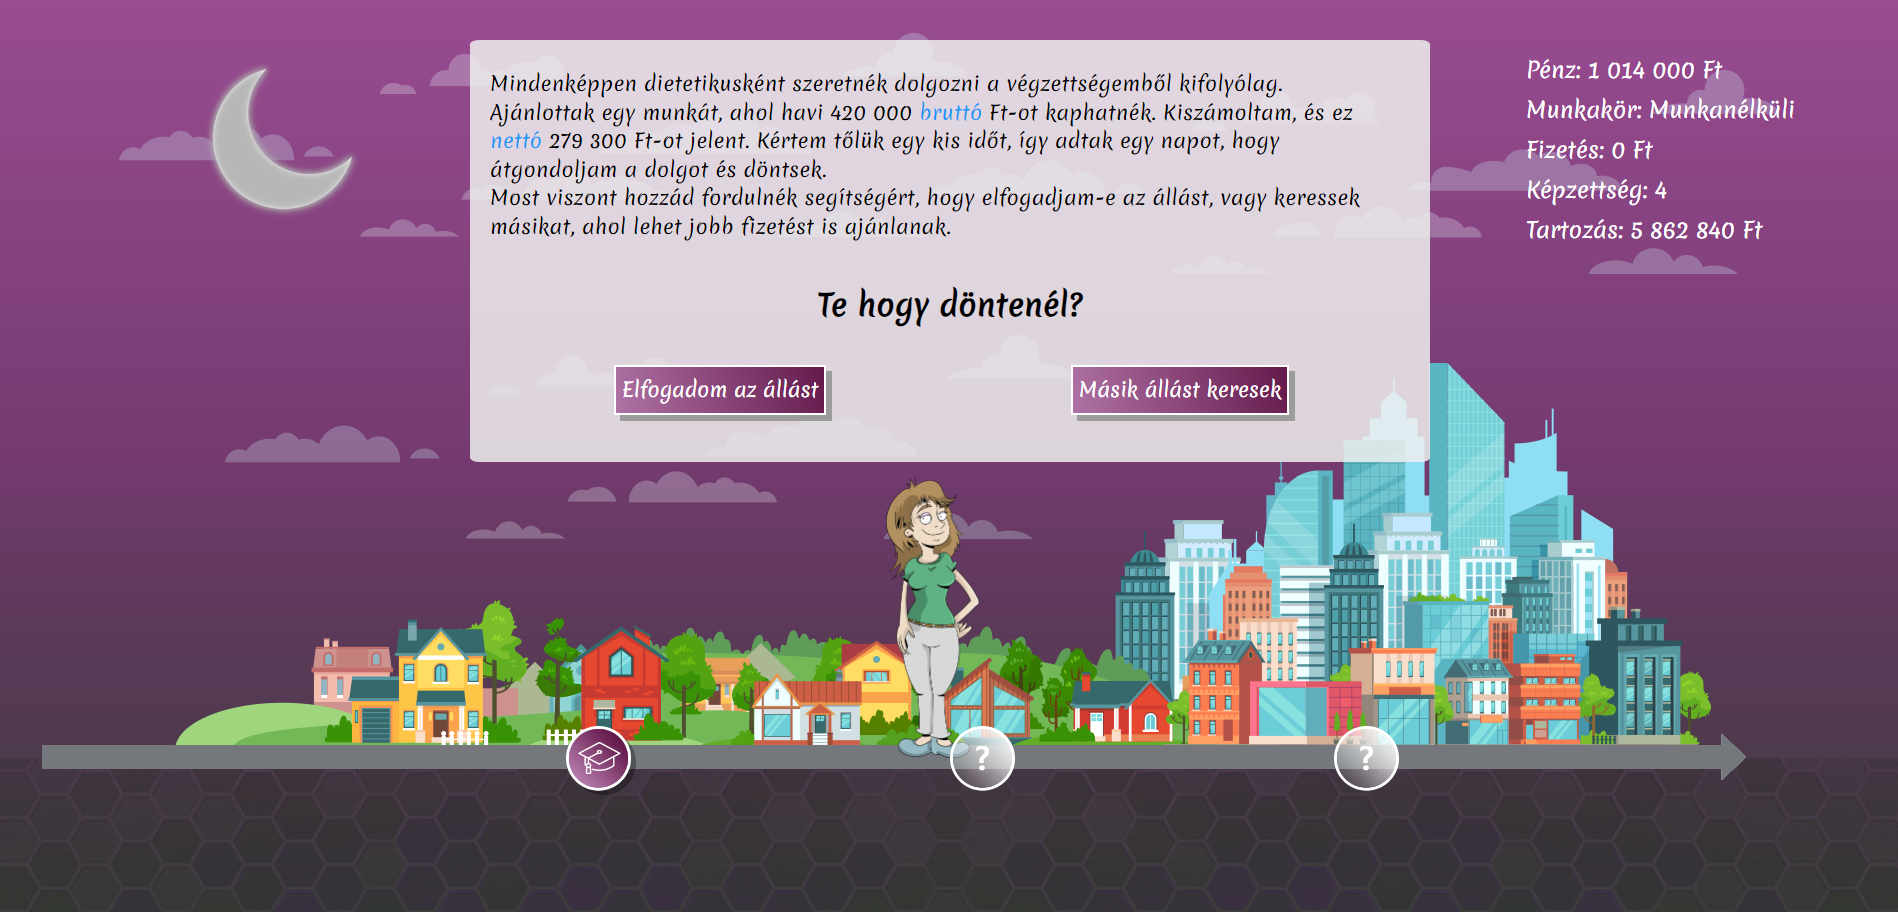 Mindenképpen dietetikusként szeretnék dolgozni a végzettségemből kifolyólag.
Ajánlottak egy munkát, ahol havi 420 000 bruttó Ft-ot kaphatnék. Kiszámoltam, és ez
nettó 279 300 Ft-ot jelent. Kértem tőlük egy kis időt, így adtak egy napot, hogy
átgondoljam a dolgot és döntsek.
Most viszont hozzád fordulnék segítségért, hogy elfogadjam-e az állást, vagy keressek
másikat, ahol lehet jobb fizetést is ajánlanak.
Te hogy döntenél?
Elfogadom az állást
Másik állást keresek
Pénz: 1 014 000 Ft
Munkakör: Munkanélküli
Fizetés: 0 Ft
Képzettség: 4
Tartozás: 5 862 840 Ft
?
?